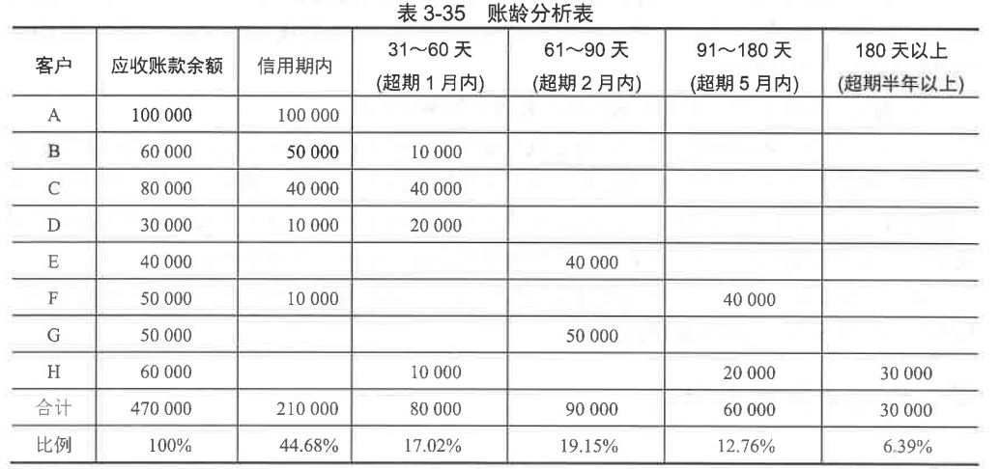 表 3-35 账龄分析表
客户 应收账款余额 信用期内 31～60 天 (超期 1 月内) 61～90 天 (超期 2 月内) 91～180 天 (超期 5 月内) 180 天以上 (超期半年以上)
A 100 000 100 000
B 60 000 50 000 10 000
C 80 000 40 000 40 000
D 30 000 10 000 20 000
E 40 000 40 000
F 50 000 10 000 40 000
G 50 000 50 000
H 60 000 10 000 20 000 30 000
合计 470 000 210 000 80 000 90 000 60 000 30 000
比例 100% 44.68% 17.02% 19.15% 12.76% 6.39%